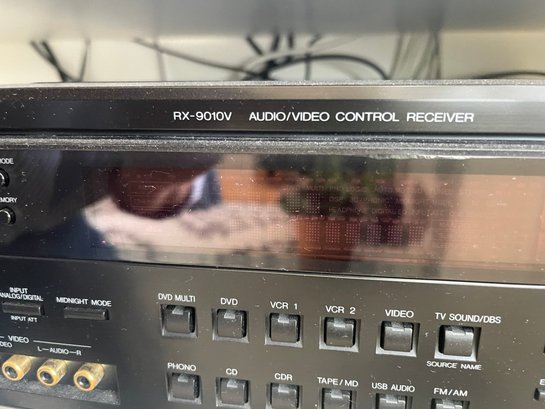 RX-9010V AUDIO/VIDEO CONTROL RECEIVER
MODE
MEMORY
INPUT
ANALOG/DIGITAL
INPUT ATT
MIDNIGHT MODE
DVD MULTI DVD VCR 1 VCR 2 VIDEO TV SOUND/DBS
SOURCE NAME
VIDEO L–AUDIO–R
PHONO CD CDR TAPE/MD USB AUDIO FM/AM